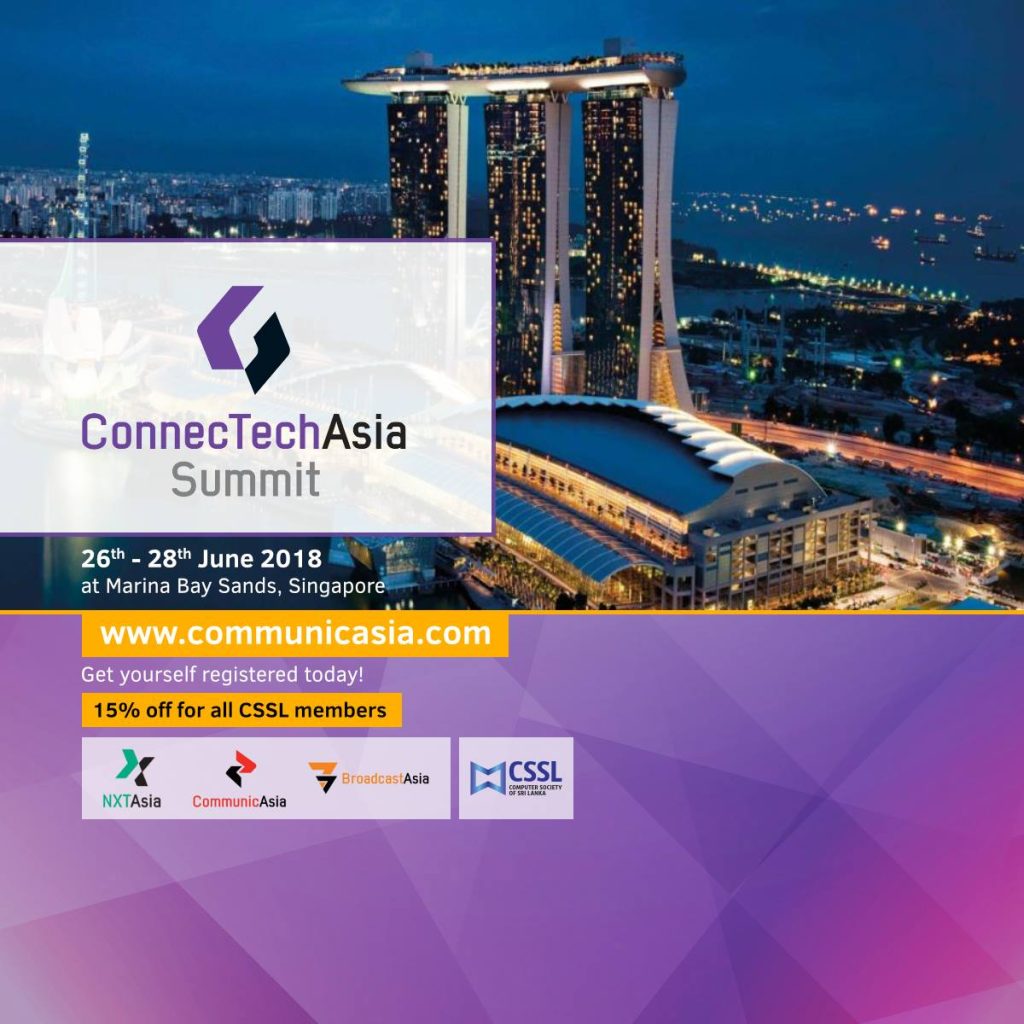 ConnecTechAsia
Summit
26th - 28th June 2018
at Marina Bay Sands, Singapore
www.communicasia.com
Get yourself registered today!
15% off for all CSSL members
NXTAsia
CommunicAsia
BroadcastAsia
CSSL
COMPUTER SOCIETY
OF SRI LANKA